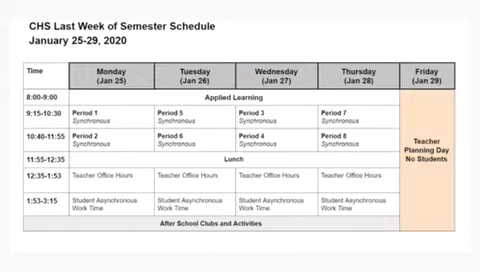 CHS Last Week of Semester Schedule
January 25-29, 2020
Time
Monday
(Jan 25)
Tuesday
(Jan 26)
Wednesday
(Jan 27)
Thursday
(Jan 28)
Friday
(Jan 29)
8:00-9:00
Applied Learning
9:15-10:30
Period 1
Synchronous
Period 5
Synchronous
Period 3
Synchronous
Period 7
Synchronous
10:40-11:55
Period 2
Synchronous
Period 6
Synchronous
Period 4
Synchronous
Period 8
Synchronous
Teacher
Planning Day
No Students
11:55-12:35
Lunch
12:35-1:53
Teacher Office Hours
Teacher Office Hours
Teacher Office Hours
Teacher Office Hours
1:53-3:15
Student Asynchronous
Work Time
Student Asynchronous
Work Time
Student Asynchronous
Work Time
Student Asynchronous
Work Time
After School Clubs and Activities